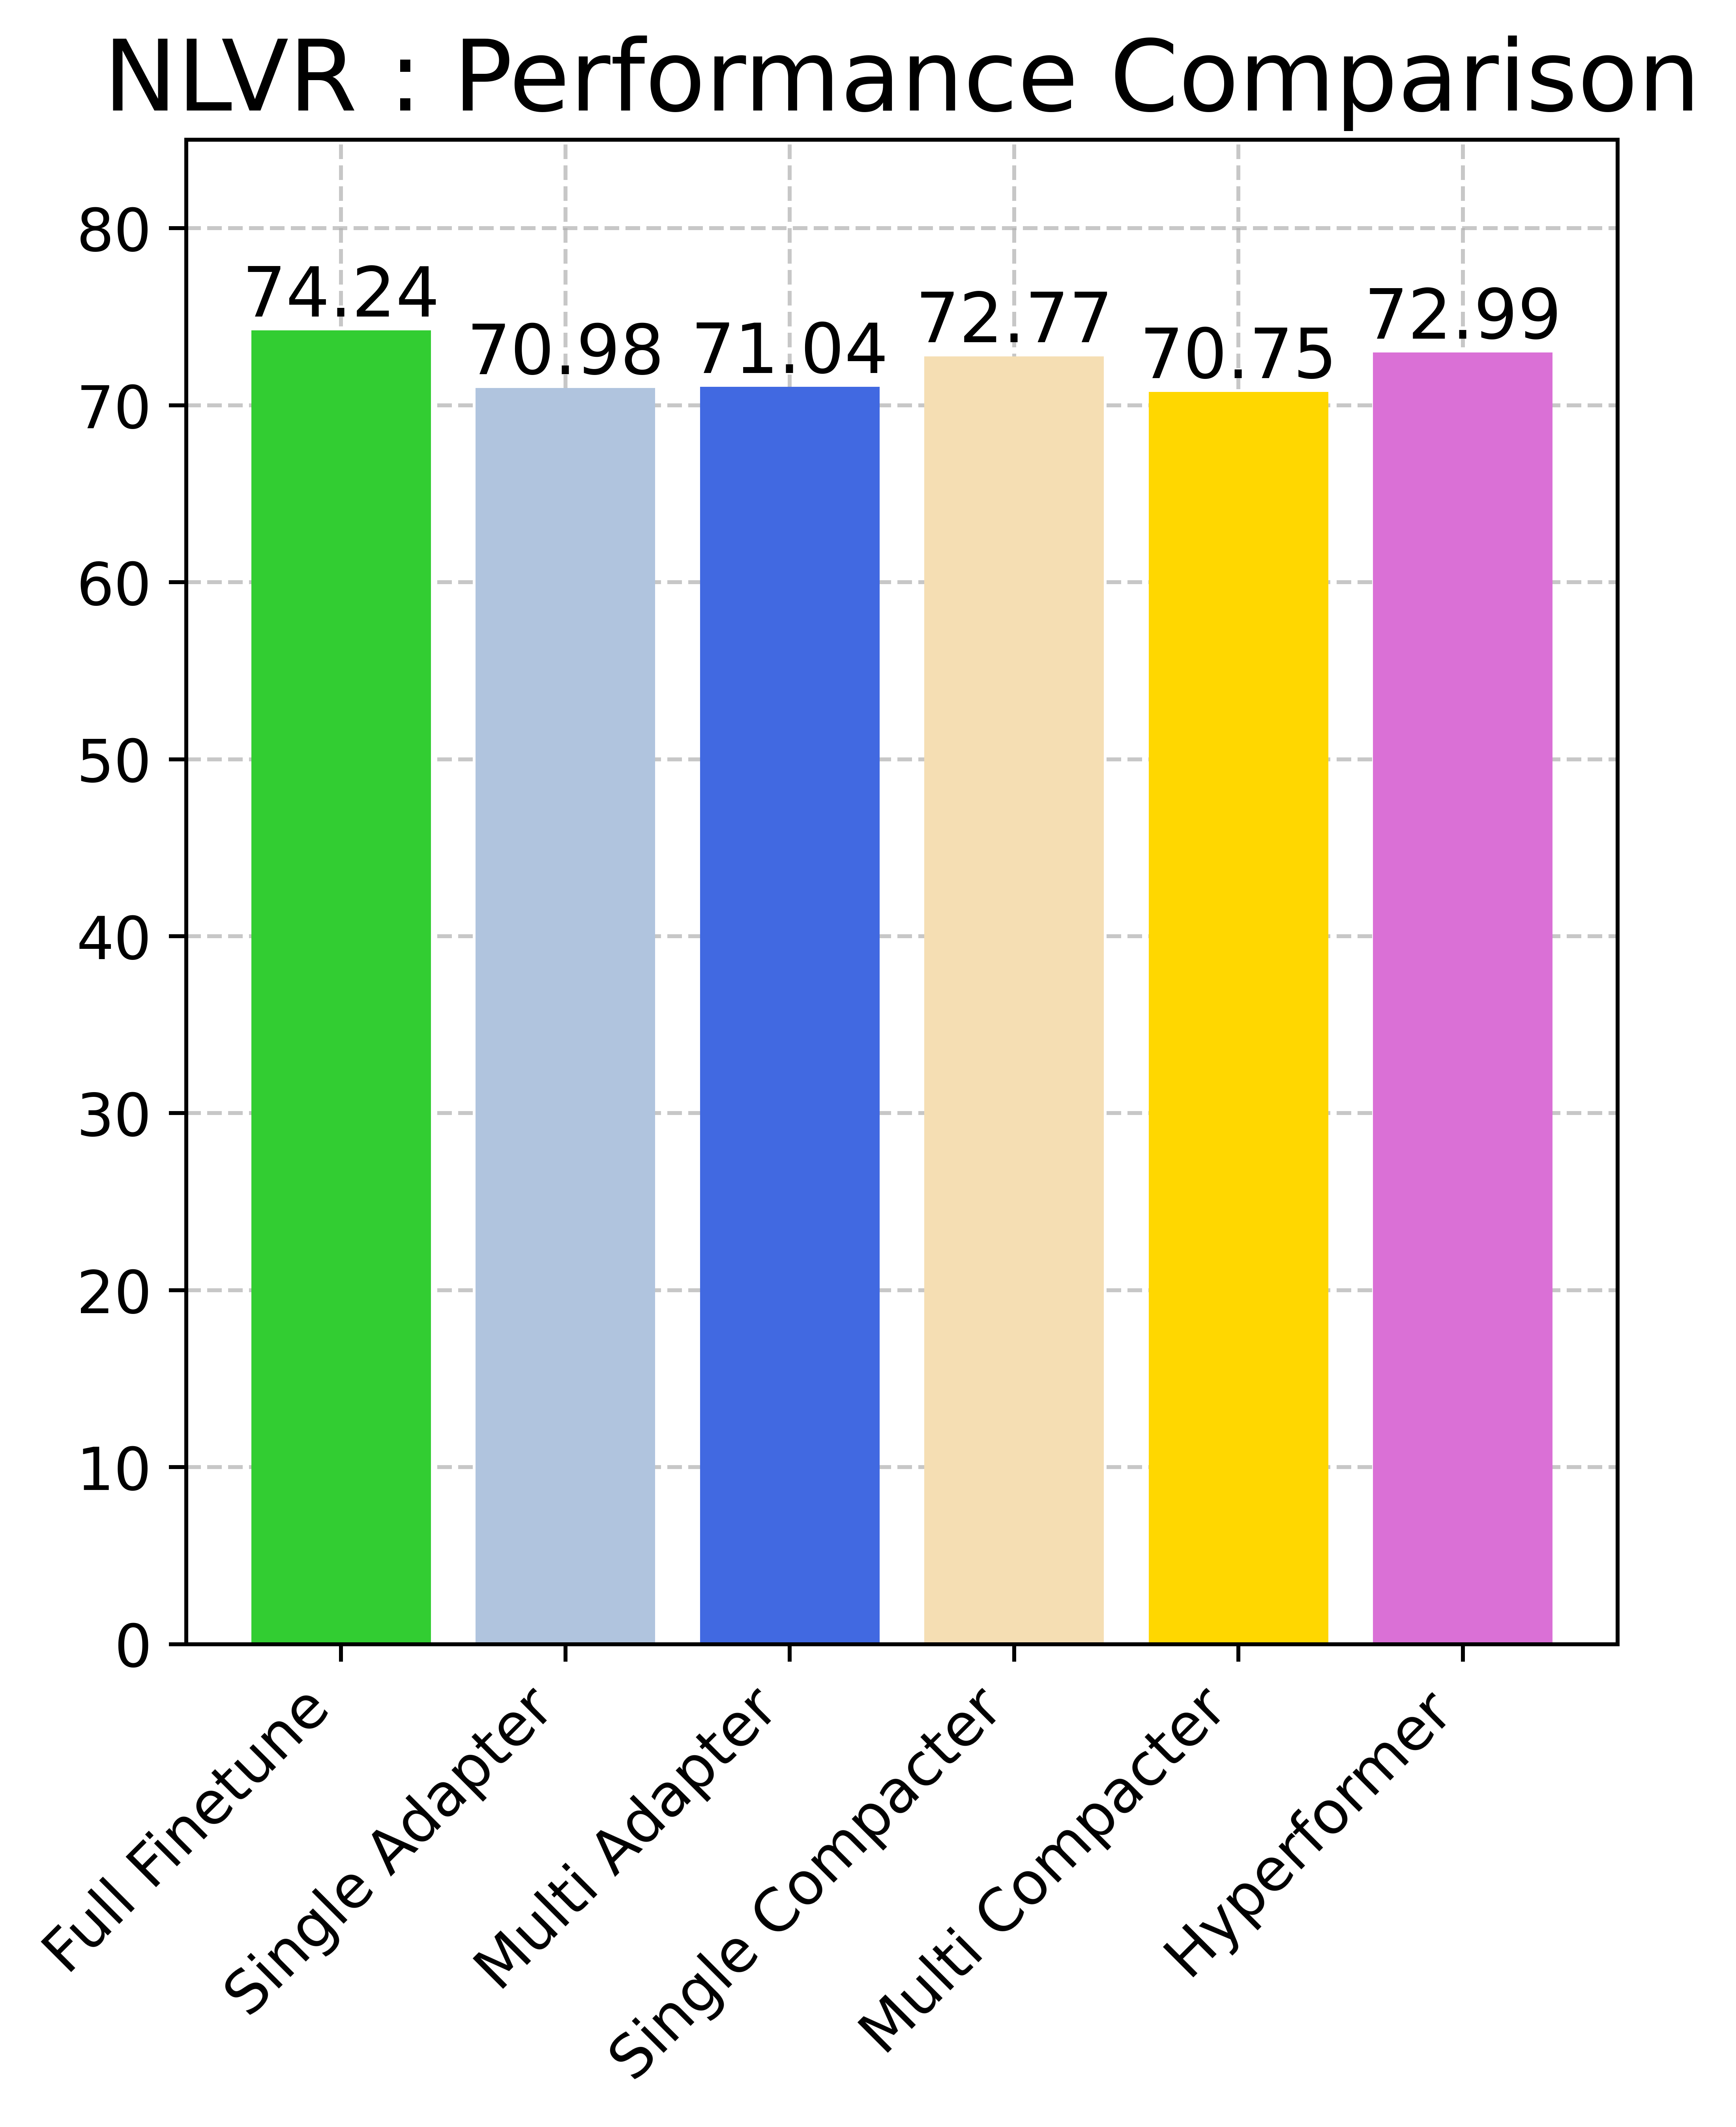 NLVR : Performance Comparison
80
70
60
50
40
30
20
10
0
74.24
70.98
71.04
72.77
70.75
72.99
Full Finetune
Single Adapter
Multi Adapter
Single Compacter
Multi Compacter
Hyperformer